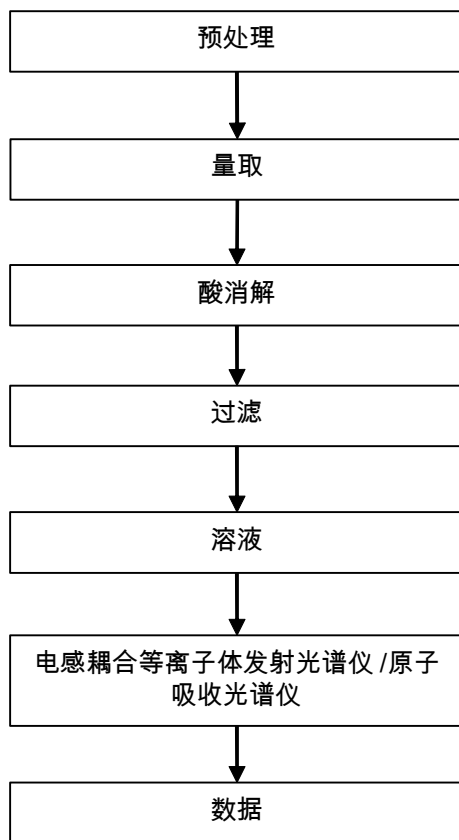 预处理
量取
酸消解
过滤
溶液
电感耦合等离子体发射光谱仪 /原子
吸收光谱仪
数据